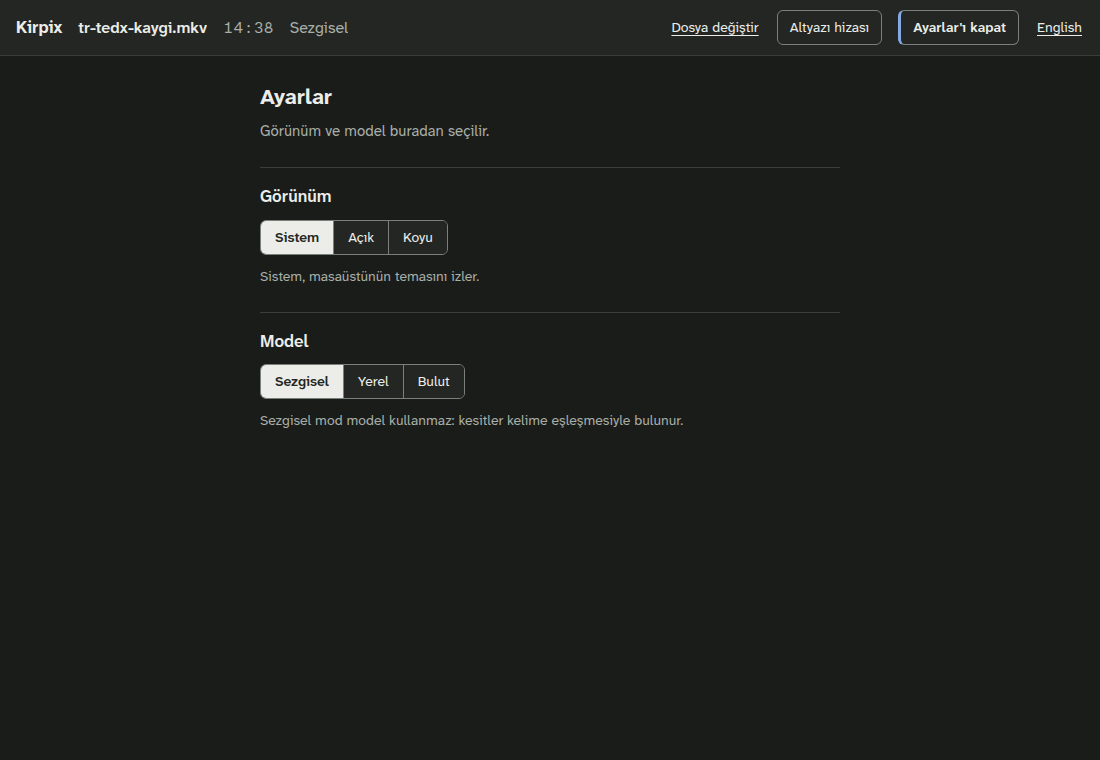 Kirpix tr-tedx-kaygi.mkv 14:38 Sezgisel Dosya değiştir Altyazı hizası Ayarlar'ı kapat English
Ayarlar
Görünüm ve model buradan seçilir.
Görünüm
Sistem Açık Koyu
Sistem, masaüstünün temasını izler.
Model
Sezgisel Yerel Bulut
Sezgisel mod model kullanmaz: kesitler kelime eşleşmesiyle bulunur.